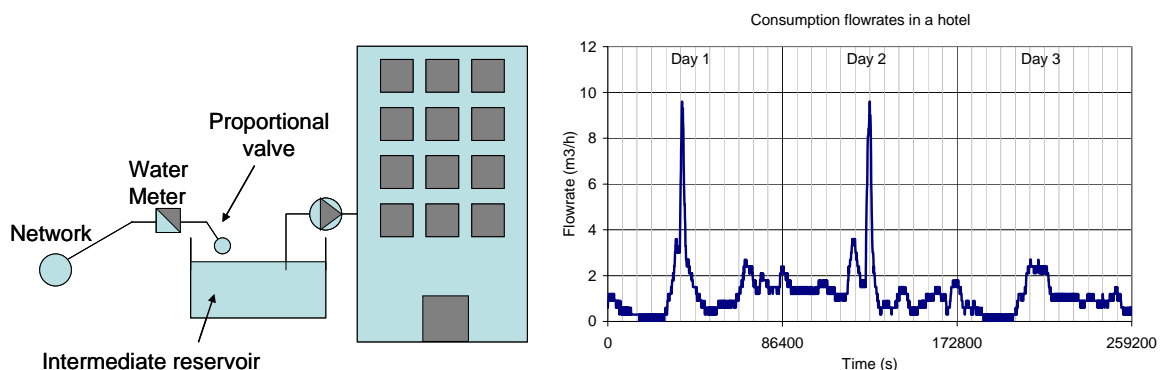 Proportional
valve
Water
Meter
Network
Intermediate reservoir
Consumption flowrates in a hotel
Day 1
Day 2
Day 3
Flowrate (m3/h)
12
10
8
6
4
2
0
0
86400
172800
259200
Time (s)